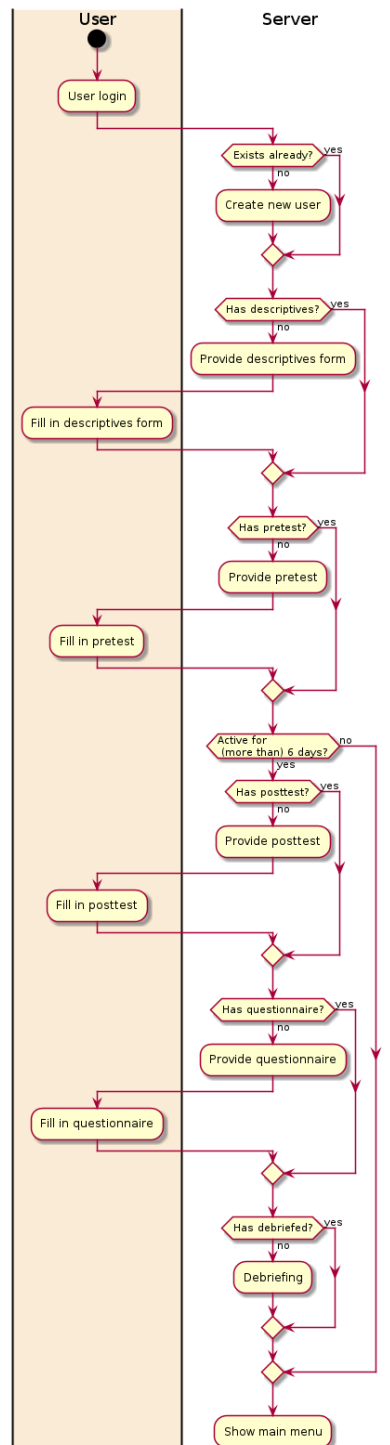 User
Server
User login
Exists already?
yes
no
Create new user
Has descriptives?
yes
no
Provide descriptives form
Fill in descriptives form
Has pretest?
yes
no
Provide pretest
Fill in pretest
Active for
(more than) 6 days?
no
yes
Has posttest?
yes
no
Provide posttest
Fill in posttest
Has questionnaire?
yes
no
Provide questionnaire
Fill in questionnaire
Has debriefed?
yes
no
Debriefing
Show main menu